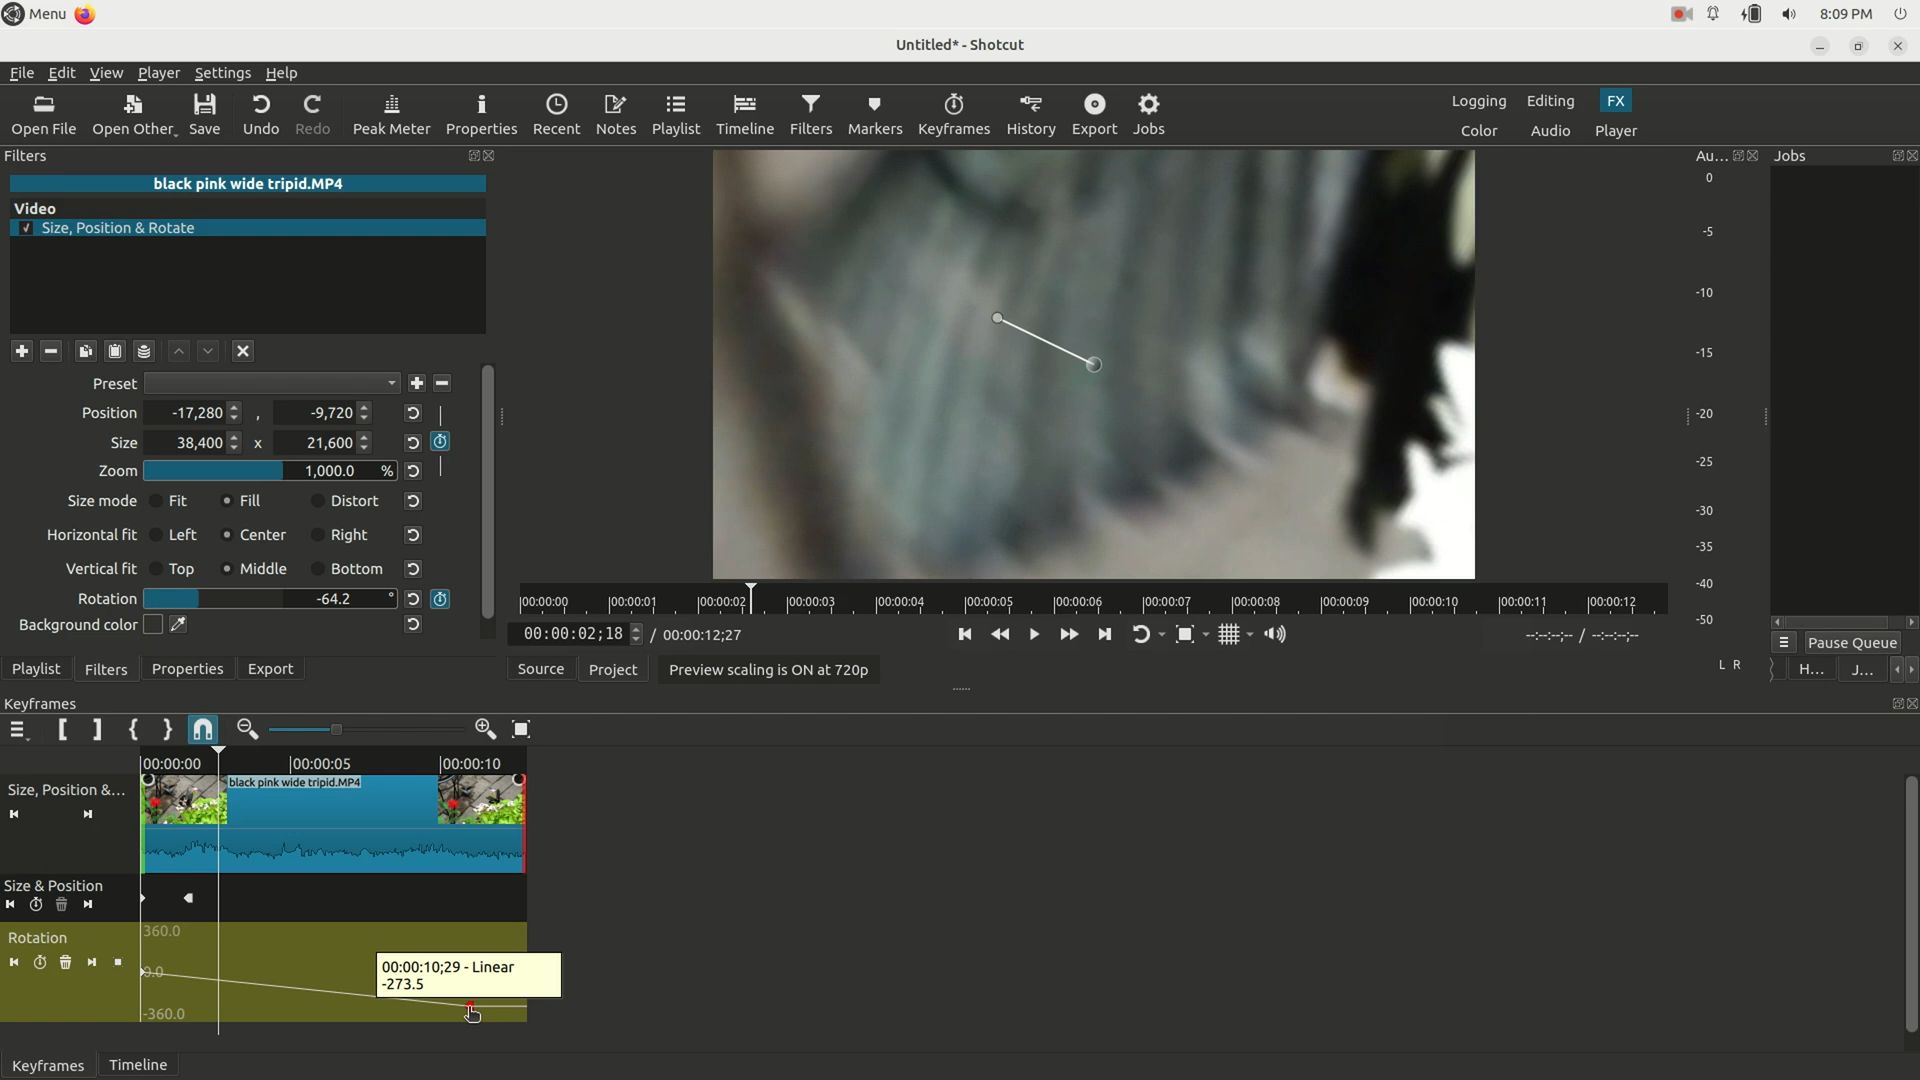 Menu 8:09 PM
Untitled* - Shotcut
File Edit View Player Settings Help
Open File Open Other Save Undo Redo Peak Meter Properties Recent Notes Playlist Timeline Filters Markers Keyframes History Export Jobs
Logging Editing FX
Color Audio Player
Filters
black pink wide tripid.MP4
Video
Size, Position & Rotate
Preset
Position -17,280 , -9,720
Size 38,400 x 21,600
Zoom 1,000.0 %
Size mode Fit Fill Distort
Horizontal fit Left Center Right
Vertical fit Top Middle Bottom
Rotation -64.2 °
Background color
Playlist Filters Properties Export
00:00:00 00:00:01 00:00:02 00:00:03 00:00:04 00:00:05 00:00:06 00:00:07 00:00:08 00:00:09 00:00:10 00:00:11 00:00:12
00:00:02;18 / 00:00:12;27
--:--:--;-- / --:--:--;--
Source Project Preview scaling is ON at 720p
Au...
0
-5
-10
-15
-20
-25
-30
-35
-40
-50
L R
Jobs
Pause Queue
H... J...
Keyframes
00:00:00 00:00:05 00:00:10
Size, Position &...
black pink wide tripid.MP4
Size & Position
Rotation
360.0
0.0
-360.0
00:00:10;29 - Linear
-273.5
Keyframes Timeline